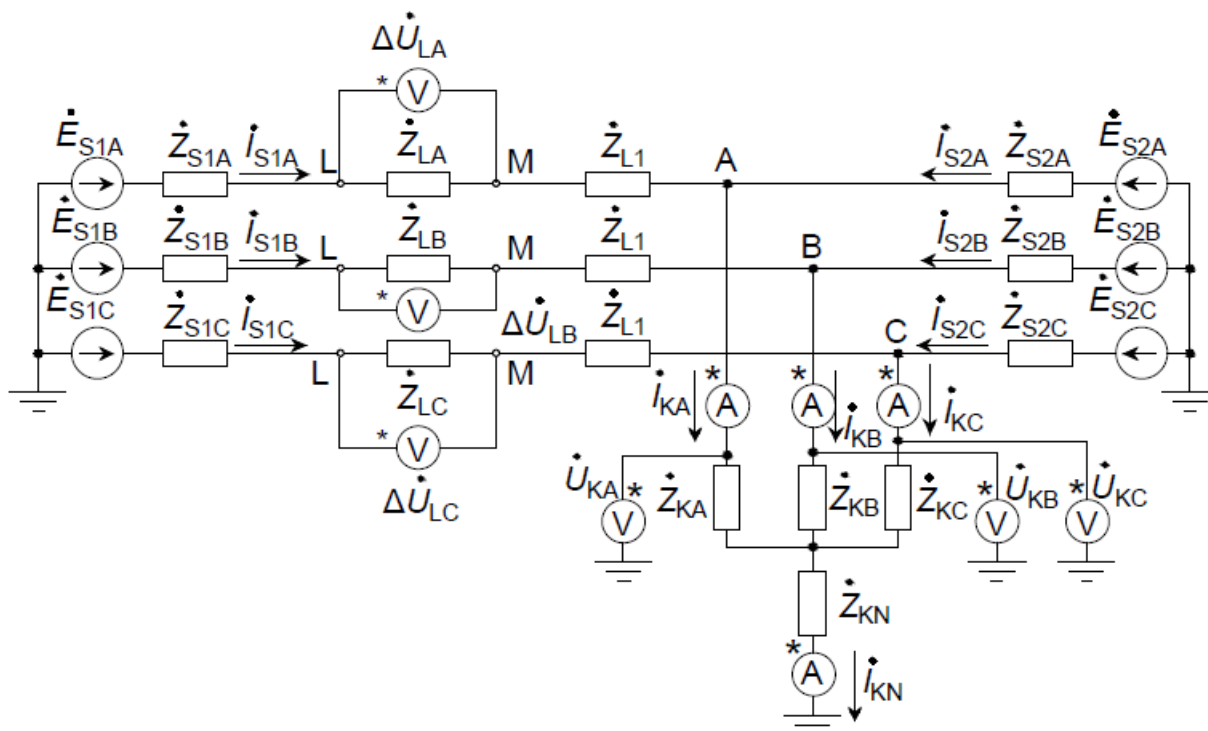 ΔU̇LA
* V
ĖS1A ŻS1A İS1A L ŻLA M ŻL1 A İS2A ŻS2A ĖS2A
ĖS1B ŻS1B İS1B L ŻLB M ŻL1 B İS2B ŻS2B ĖS2B
* V
ĖS1C ŻS1C İS1C ΔU̇LB ŻL1 C İS2C ŻS2C ĖS2C
L ŻLC M
* V
ΔU̇LC
İKA * A * A İKB * A İKC
U̇KA * V ŻKA ŻKB ŻKC * V U̇KB * V U̇KC
ŻKN
* A İKN